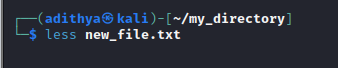 ┌──(adithya㉿kali)-[~/my_directory]
└─$ less new_file.txt